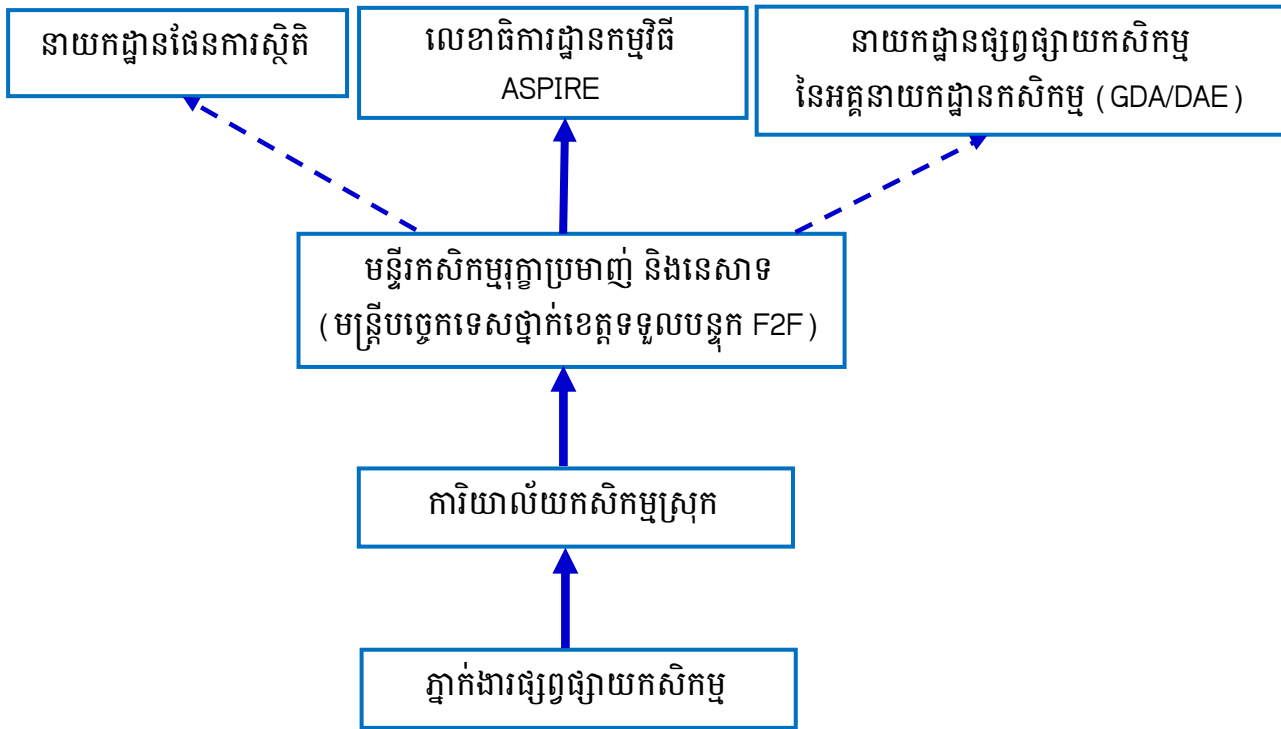 នាយកដ្ឋានផែនការស្ថិតិ
លេខាធិការដ្ឋានកម្មវិធី
ASPIRE
នាយកដ្ឋានផ្សព្វផ្សាយកសិកម្ម
នៃអគ្គនាយកដ្ឋានកសិកម្ម (GDA/DAE)
មន្ទីរកសិកម្មរុក្ខាប្រមាញ់ និងនេសាទ
(មន្ត្រីបច្ចេកទេសថ្នាក់ខេត្តទទួលបន្ទុក F2F)
ការិយាល័យកសិកម្មស្រុក
ភ្នាក់ងារផ្សព្វផ្សាយកសិកម្ម